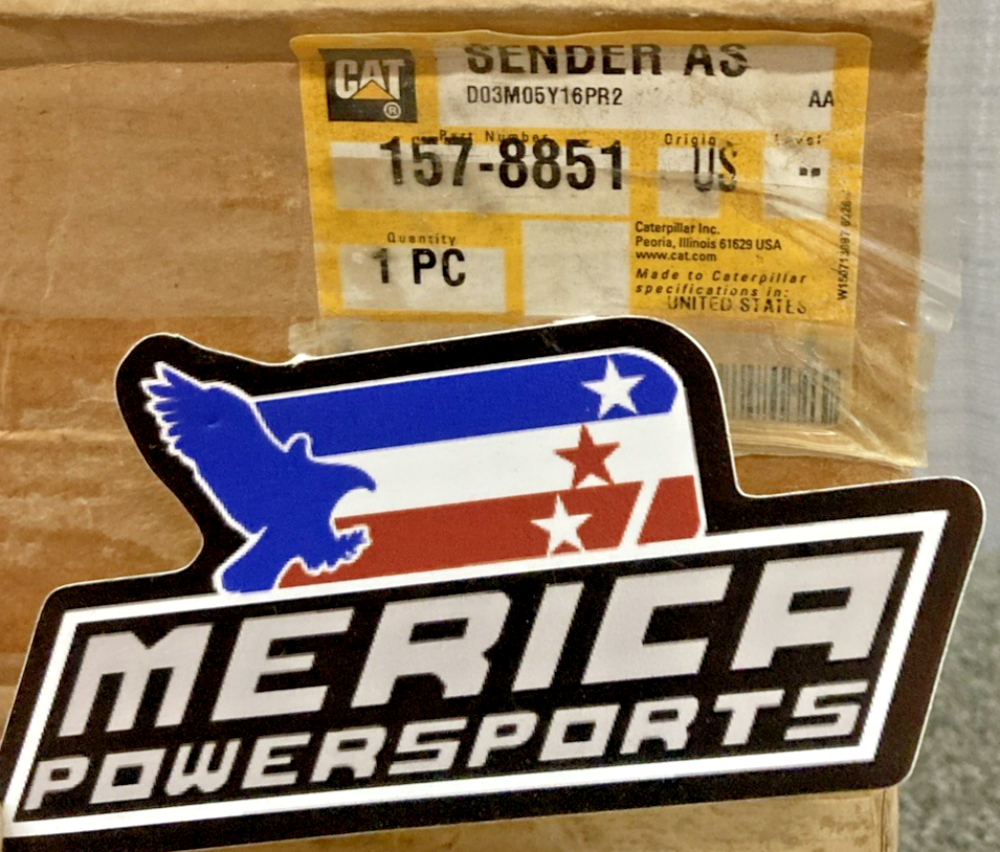 CAT
®
SENDER AS
D03M05Y16PR2 AA
Part Number
157-8851
Origin
US
Level
--
Quantity
1 PC
Caterpillar Inc.
Peoria, Illinois 61629 USA
www.cat.com
Made to Caterpillar
specifications in:
UNITED STATES
MERICA
POWERSPORTS